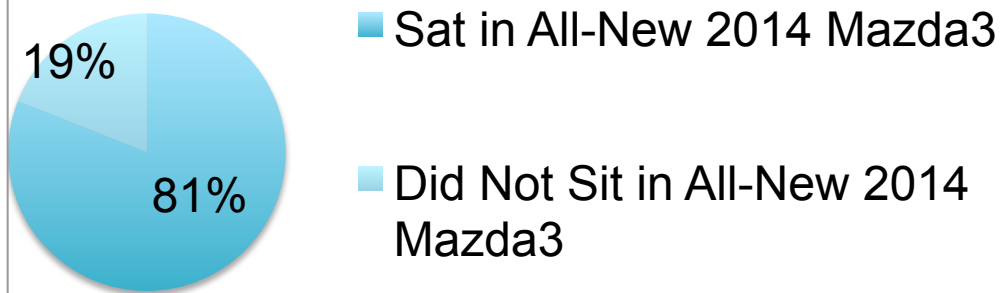 Sat in All-New 2014 Mazda3
19%
81%
Did Not Sit in All-New 2014
Mazda3